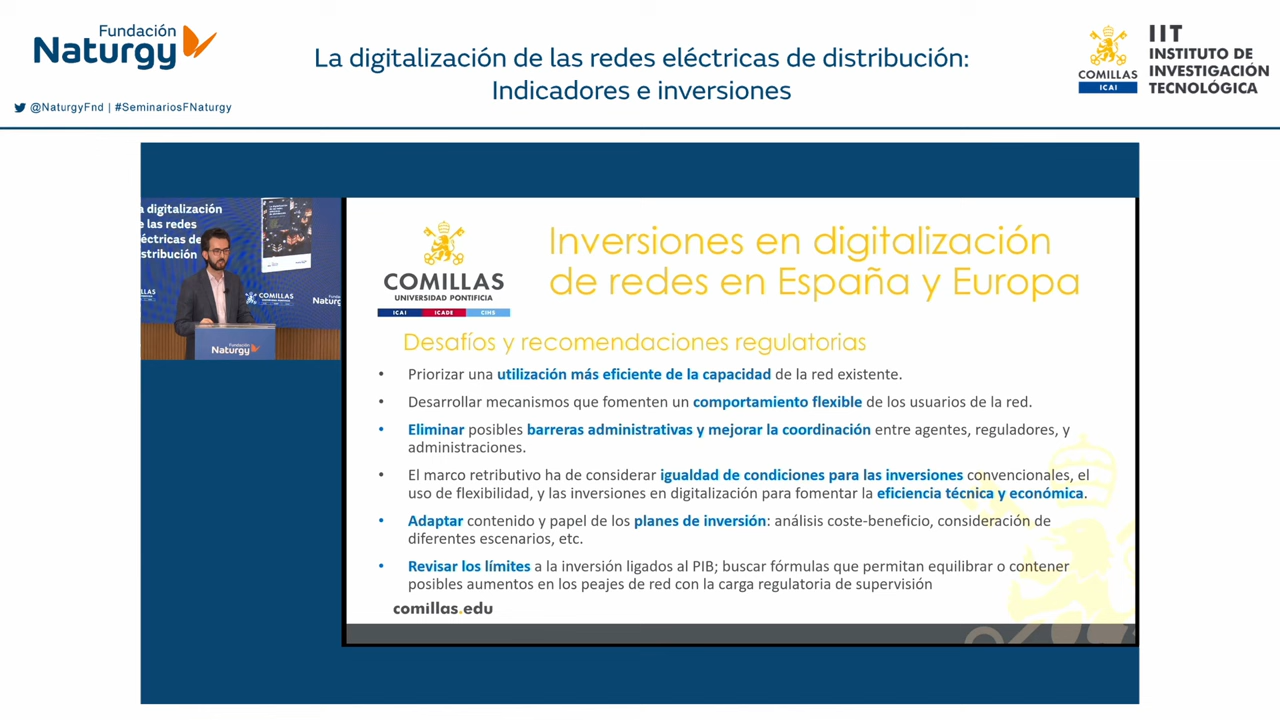 Fundación
Naturgy
@NaturgyFnd | #SeminariosFNaturgy
La digitalización de las redes eléctricas de distribución:
Indicadores e inversiones
COMILLAS
ICAI
IIT
INSTITUTO DE
INVESTIGACIÓN
TECNOLÓGICA
a digitalización
e las redes
éctricas de
stribución
COMILLAS
Natur
Fundación
Naturgy
COMILLAS
UNIVERSIDAD PONTIFICIA
ICAI ICADE CIHS
Inversiones en digitalización
de redes en España y Europa
Desafíos y recomendaciones regulatorias
• Priorizar una utilización más eficiente de la capacidad de la red existente.
• Desarrollar mecanismos que fomenten un comportamiento flexible de los usuarios de la red.
• Eliminar posibles barreras administrativas y mejorar la coordinación entre agentes, reguladores, y
administraciones.
• El marco retributivo ha de considerar igualdad de condiciones para las inversiones convencionales, el
uso de flexibilidad, y las inversiones en digitalización para fomentar la eficiencia técnica y económica.
• Adaptar contenido y papel de los planes de inversión: análisis coste-beneficio, consideración de
diferentes escenarios, etc.
• Revisar los límites a la inversión ligados al PIB; buscar fórmulas que permitan equilibrar o contener
posibles aumentos en los peajes de red con la carga regulatoria de supervisión
comillas.edu